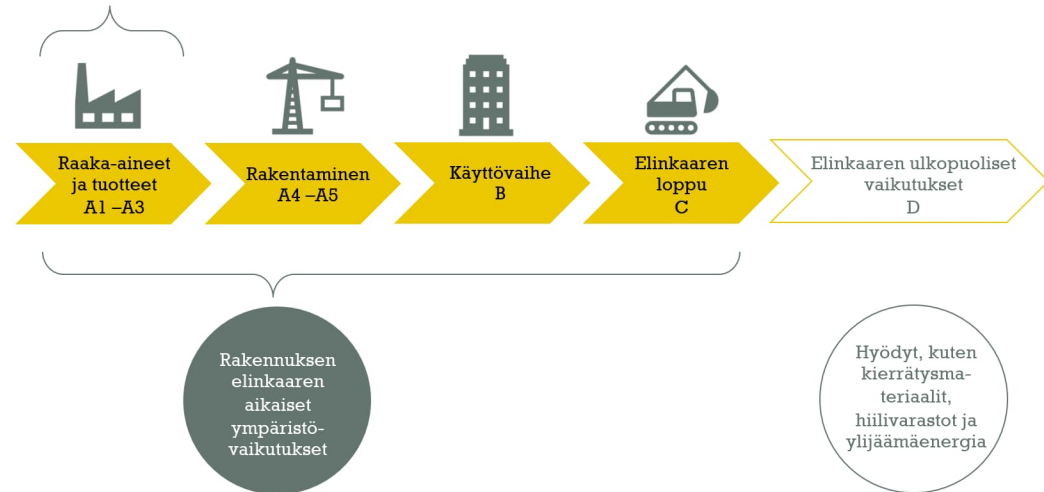 Raaka-aineet
ja tuotteet
A1 –A3
Rakentaminen
A4 –A5
Käyttövaihe
B
Elinkaaren
loppu
C
Elinkaaren ulkopuoliset
vaikutukset
D
Rakennuksen
elinkaaren
aikaiset
ympäristö-
vaikutukset
Hyödyt, kuten
kierrätysma-
teriaalit,
hiilivarastot ja
ylijäämäenergia